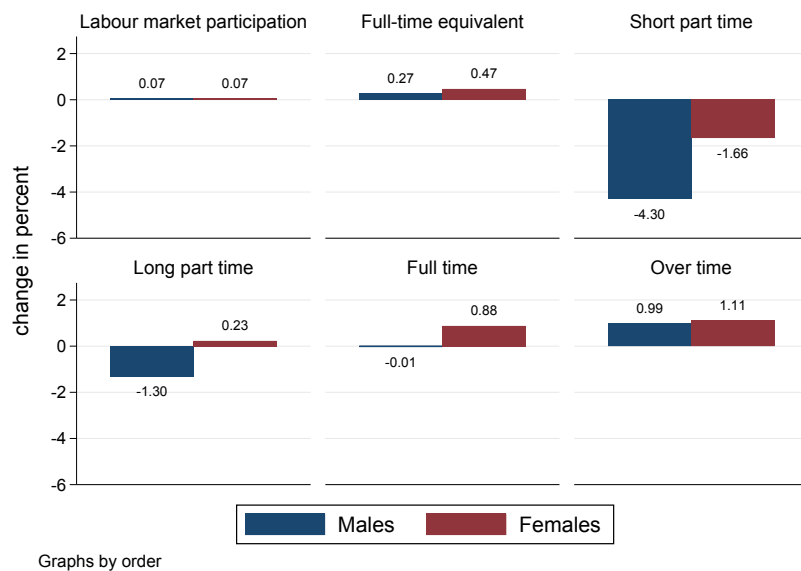 Labour market participation
Full-time equivalent
Short part time
2
0
-2
-4
-6
0.07
0.07
0.27
0.47
-4.30
-1.66
change in percent
Long part time
Full time
Over time
2
0
-2
-4
-6
-1.30
0.23
-0.01
0.88
0.99
1.11
Males
Females
Graphs by order